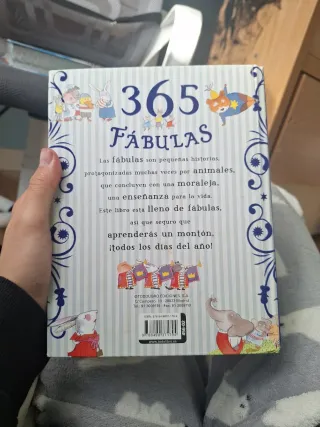 365
FÁBULAS
Las fábulas son pequeñas historias,
protagonizadas muchas veces por animales,
que concluyen con una moraleja,
una enseñanza para la vida.
Este libro está lleno de fábulas,
así que seguro que
aprenderás un montón,
¡todos los días del año!